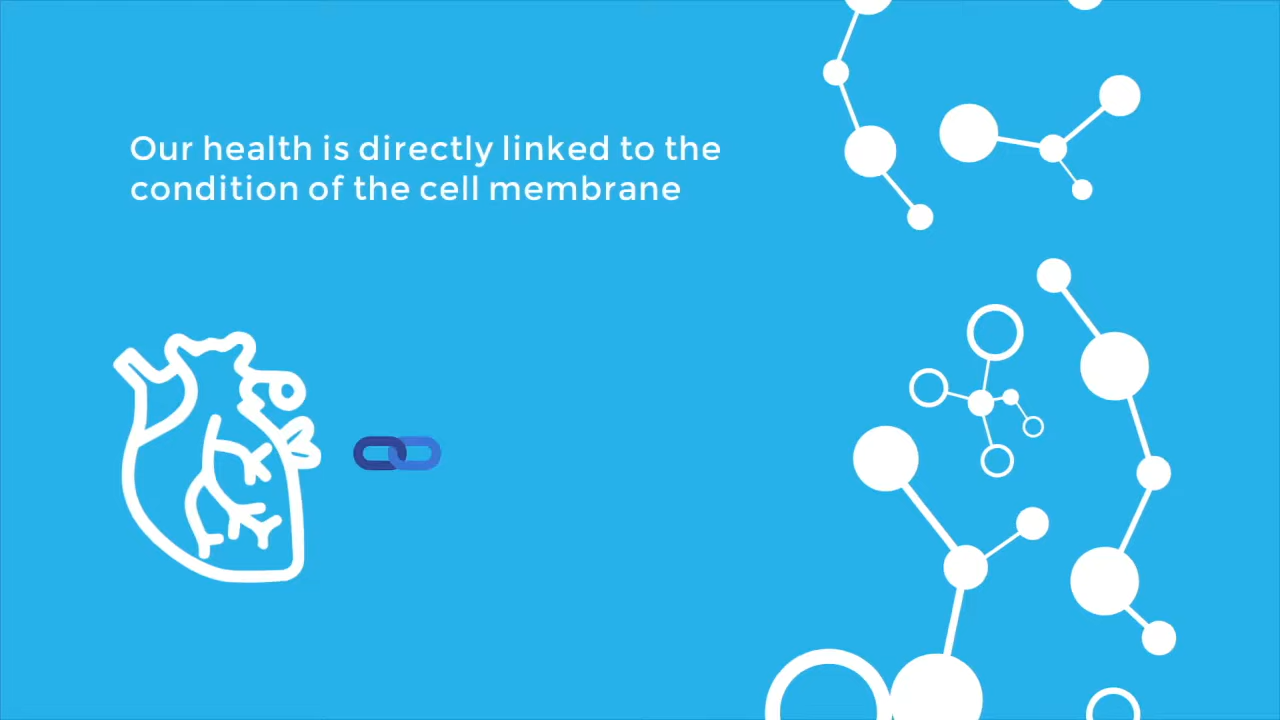 Our health is directly linked to the
condition of the cell membrane